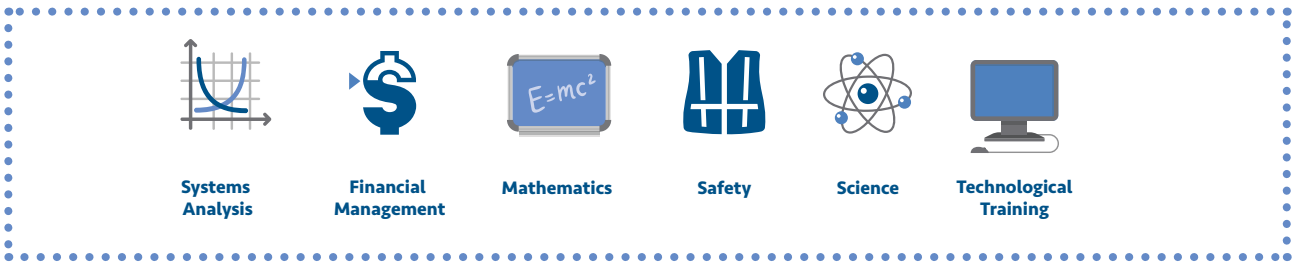 E=mc²
Systems
Analysis
Financial
Management
Mathematics
Safety
Science
Technological
Training